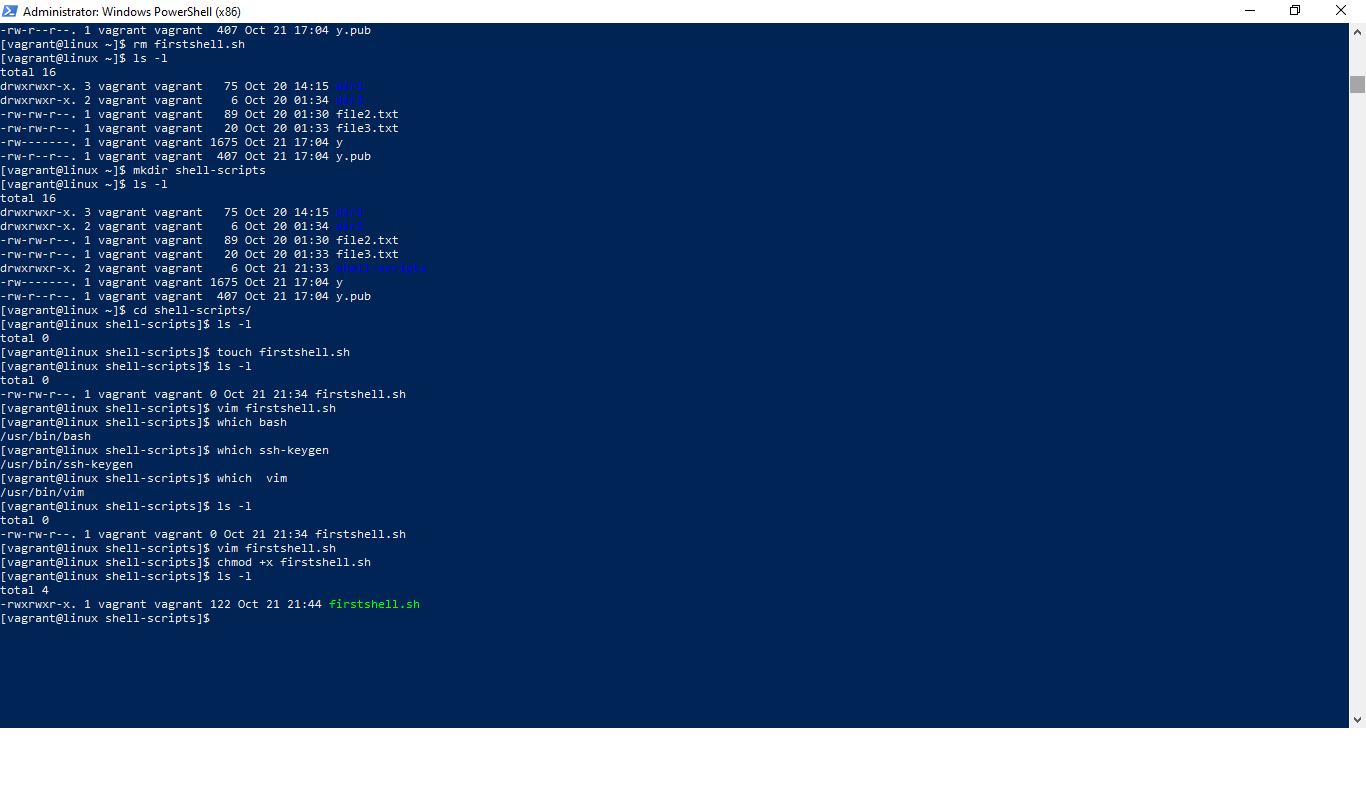 Administrator: Windows PowerShell (x86)
-rw-r--r--. 1 vagrant vagrant  407 Oct 21 17:04 y.pub
[vagrant@linux ~]$ rm firstshell.sh
[vagrant@linux ~]$ ls -l
total 16
drwxrwxr-x. 3 vagrant vagrant   75 Oct 20 14:15 dir1
drwxrwxr-x. 2 vagrant vagrant    6 Oct 20 01:34 dir2
-rw-rw-r--. 1 vagrant vagrant   89 Oct 20 01:30 file2.txt
-rw-rw-r--. 1 vagrant vagrant   20 Oct 20 01:33 file3.txt
-rw-------. 1 vagrant vagrant 1675 Oct 21 17:04 y
-rw-r--r--. 1 vagrant vagrant  407 Oct 21 17:04 y.pub
[vagrant@linux ~]$ mkdir shell-scripts
[vagrant@linux ~]$ ls -l
total 16
drwxrwxr-x. 3 vagrant vagrant   75 Oct 20 14:15 dir1
drwxrwxr-x. 2 vagrant vagrant    6 Oct 20 01:34 dir2
-rw-rw-r--. 1 vagrant vagrant   89 Oct 20 01:30 file2.txt
-rw-rw-r--. 1 vagrant vagrant   20 Oct 20 01:33 file3.txt
drwxrwxr-x. 2 vagrant vagrant    6 Oct 21 21:33 shell-scripts
-rw-------. 1 vagrant vagrant 1675 Oct 21 17:04 y
-rw-r--r--. 1 vagrant vagrant  407 Oct 21 17:04 y.pub
[vagrant@linux ~]$ cd shell-scripts/
[vagrant@linux shell-scripts]$ ls -l
total 0
[vagrant@linux shell-scripts]$ touch firstshell.sh
[vagrant@linux shell-scripts]$ ls -l
total 0
-rw-rw-r--. 1 vagrant vagrant 0 Oct 21 21:34 firstshell.sh
[vagrant@linux shell-scripts]$ vim firstshell.sh
[vagrant@linux shell-scripts]$ which bash
/usr/bin/bash
[vagrant@linux shell-scripts]$ which ssh-keygen
/usr/bin/ssh-keygen
[vagrant@linux shell-scripts]$ which  vim
/usr/bin/vim
[vagrant@linux shell-scripts]$ ls -l
total 0
-rw-rw-r--. 1 vagrant vagrant 0 Oct 21 21:34 firstshell.sh
[vagrant@linux shell-scripts]$ vim firstshell.sh
[vagrant@linux shell-scripts]$ chmod +x firstshell.sh
[vagrant@linux shell-scripts]$ ls -l
total 4
-rwxrwxr-x. 1 vagrant vagrant 122 Oct 21 21:44 firstshell.sh
[vagrant@linux shell-scripts]$